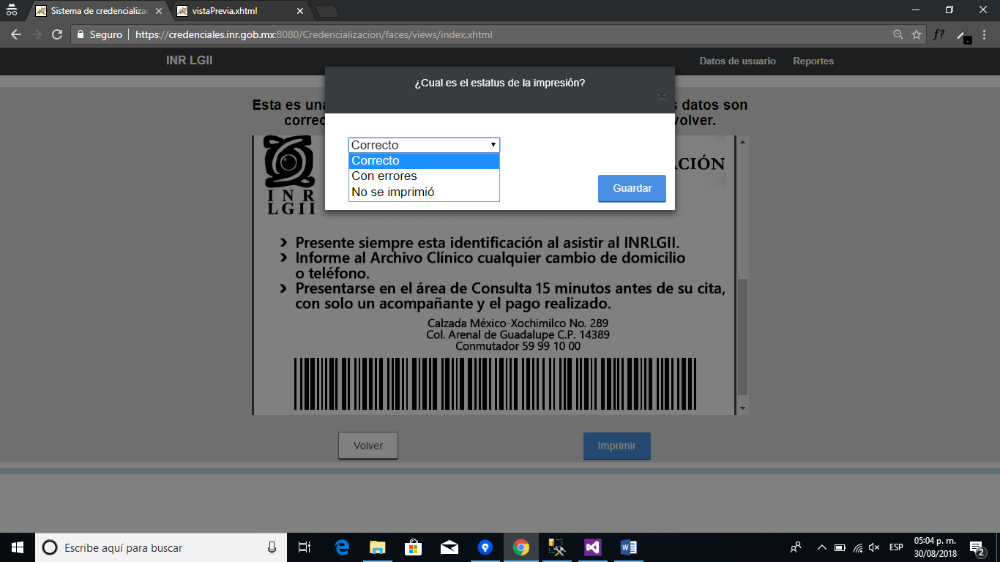 Sistema de credencializac
vistaPrevia.xhtml
Seguro
https://credenciales.inr.gob.mx:8080/Credencializacion/faces/views/index.xhtml
f?
INR LGII
Datos de usuario
Reportes
¿Cual es el estatus de la impresión?
×
Esta es una
s datos son
correc
volver.
Correcto
Correcto
Con errores
No se imprimió
Guardar
CIÓN
INR
LGII
Presente siempre esta identificación al asistir al INRLGII.
Informe al Archivo Clínico cualquier cambio de domicilio
o teléfono.
Presentarse en el área de Consulta 15 minutos antes de su cita,
con solo un acompañante y el pago realizado.
Calzada México-Xochimilco No. 289
Col. Arenal de Guadalupe C.P. 14389
Conmutador 59 99 10 00
Volver
Imprimir
Escribe aquí para buscar
ESP
05:04 p. m.
30/08/2018
2